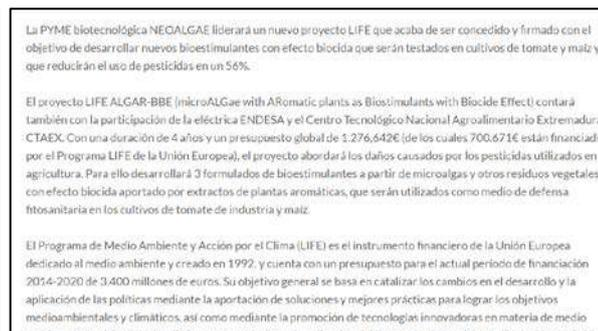 La PYME biotecnológica NEOALGAE liderará un nuevo proyecto LIFE que acaba de ser concedido y firmado con el
objetivo de desarrollar nuevos bioestimulantes con efecto biocida que serán testados en cultivos de tomate y maíz y
que reducirán el uso de pesticidas en un 56%.
El proyecto LIFE ALGAR-BBE (microALGae with ARomatic plants as Biostimulants with Biocide Effect) contará
también con la participación de la eléctrica ENDESA y el Centro Tecnológico Nacional Agroalimentario Extremadura
CTAEX. Con una duración de 4 años y un presupuesto global de 1.276,642€ (de los cuales 700.671€ están financiad
por el Programa LIFE de la Unión Europea), el proyecto abordará los daños causados por los pesticidas utilizados en
agricultura. Para ello desarrollará 3 formulados de bioestimulantes a partir de microalgas y otros residuos vegetales
con efecto biocida aportado por extractos de plantas aromáticas, que serán utilizados como medio de defensa
fitosanitaria en los cultivos de tomate de industria y maíz.
El Programa de Medio Ambiente y Acción por el Clima (LIFE) es el instrumento financiero de la Unión Europea
dedicado al medio ambiente y creado en 1992, y cuenta con un presupuesto para el actual período de financiación
2014-2020 de 3.400 millones de euros. Su objetivo general se basa en catalizar los cambios en el desarrollo y la
aplicación de las políticas mediante la aportación de soluciones y mejores prácticas para lograr los objetivos
medioambientales y climáticos, así como mediante la promoción de tecnologías innovadoras en materia de medio